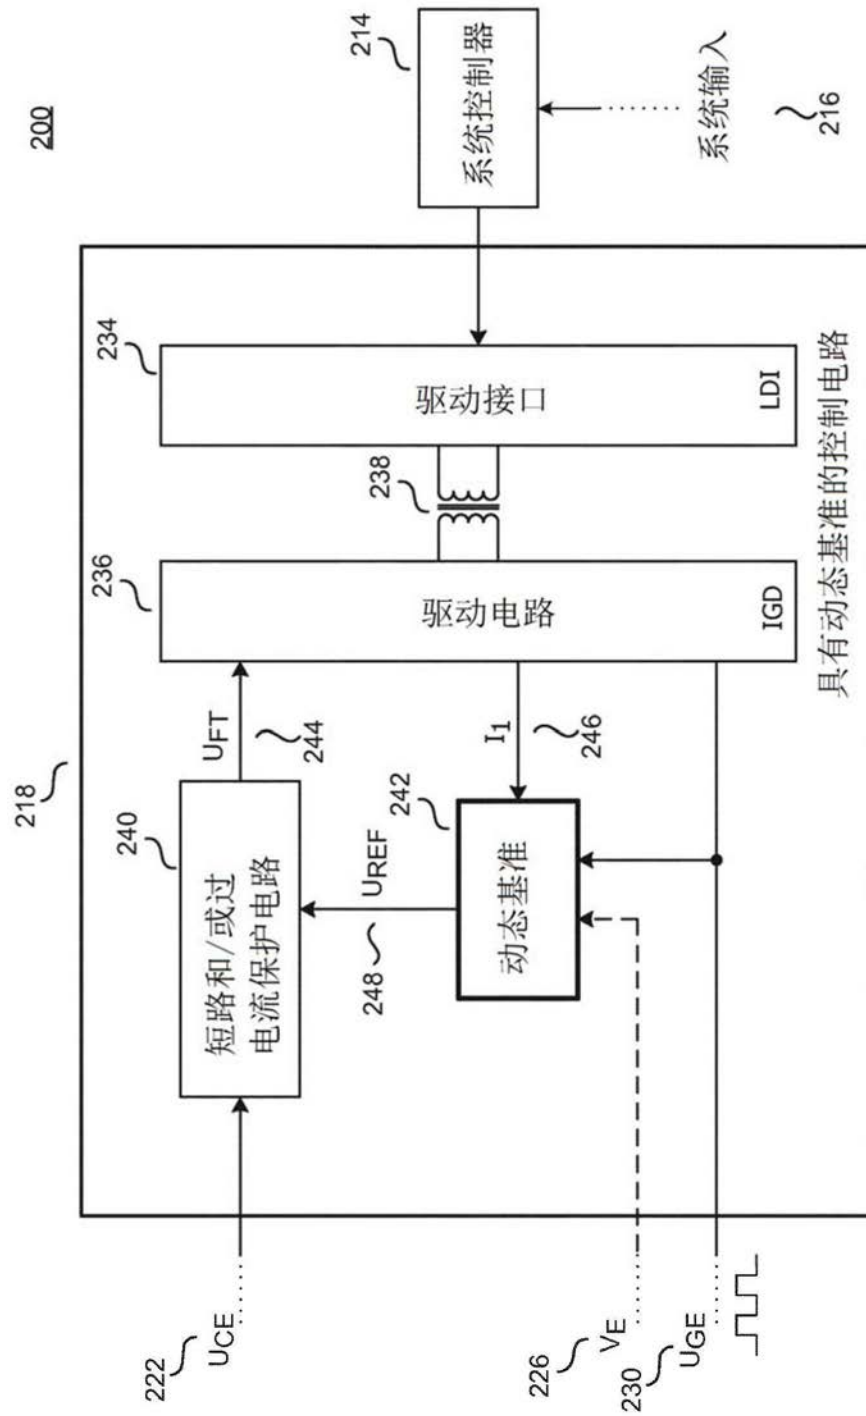 200
214
系统控制器
系统输入
216
218
234
驱动接口
LDI
238
236
驱动电路
IGD
具有动态基准的控制电路
UFT
244
I1
246
240
短路和/或过
电流保护电路
UREF
248
242
动态基准
222
UCE
226
VE
230
UGE